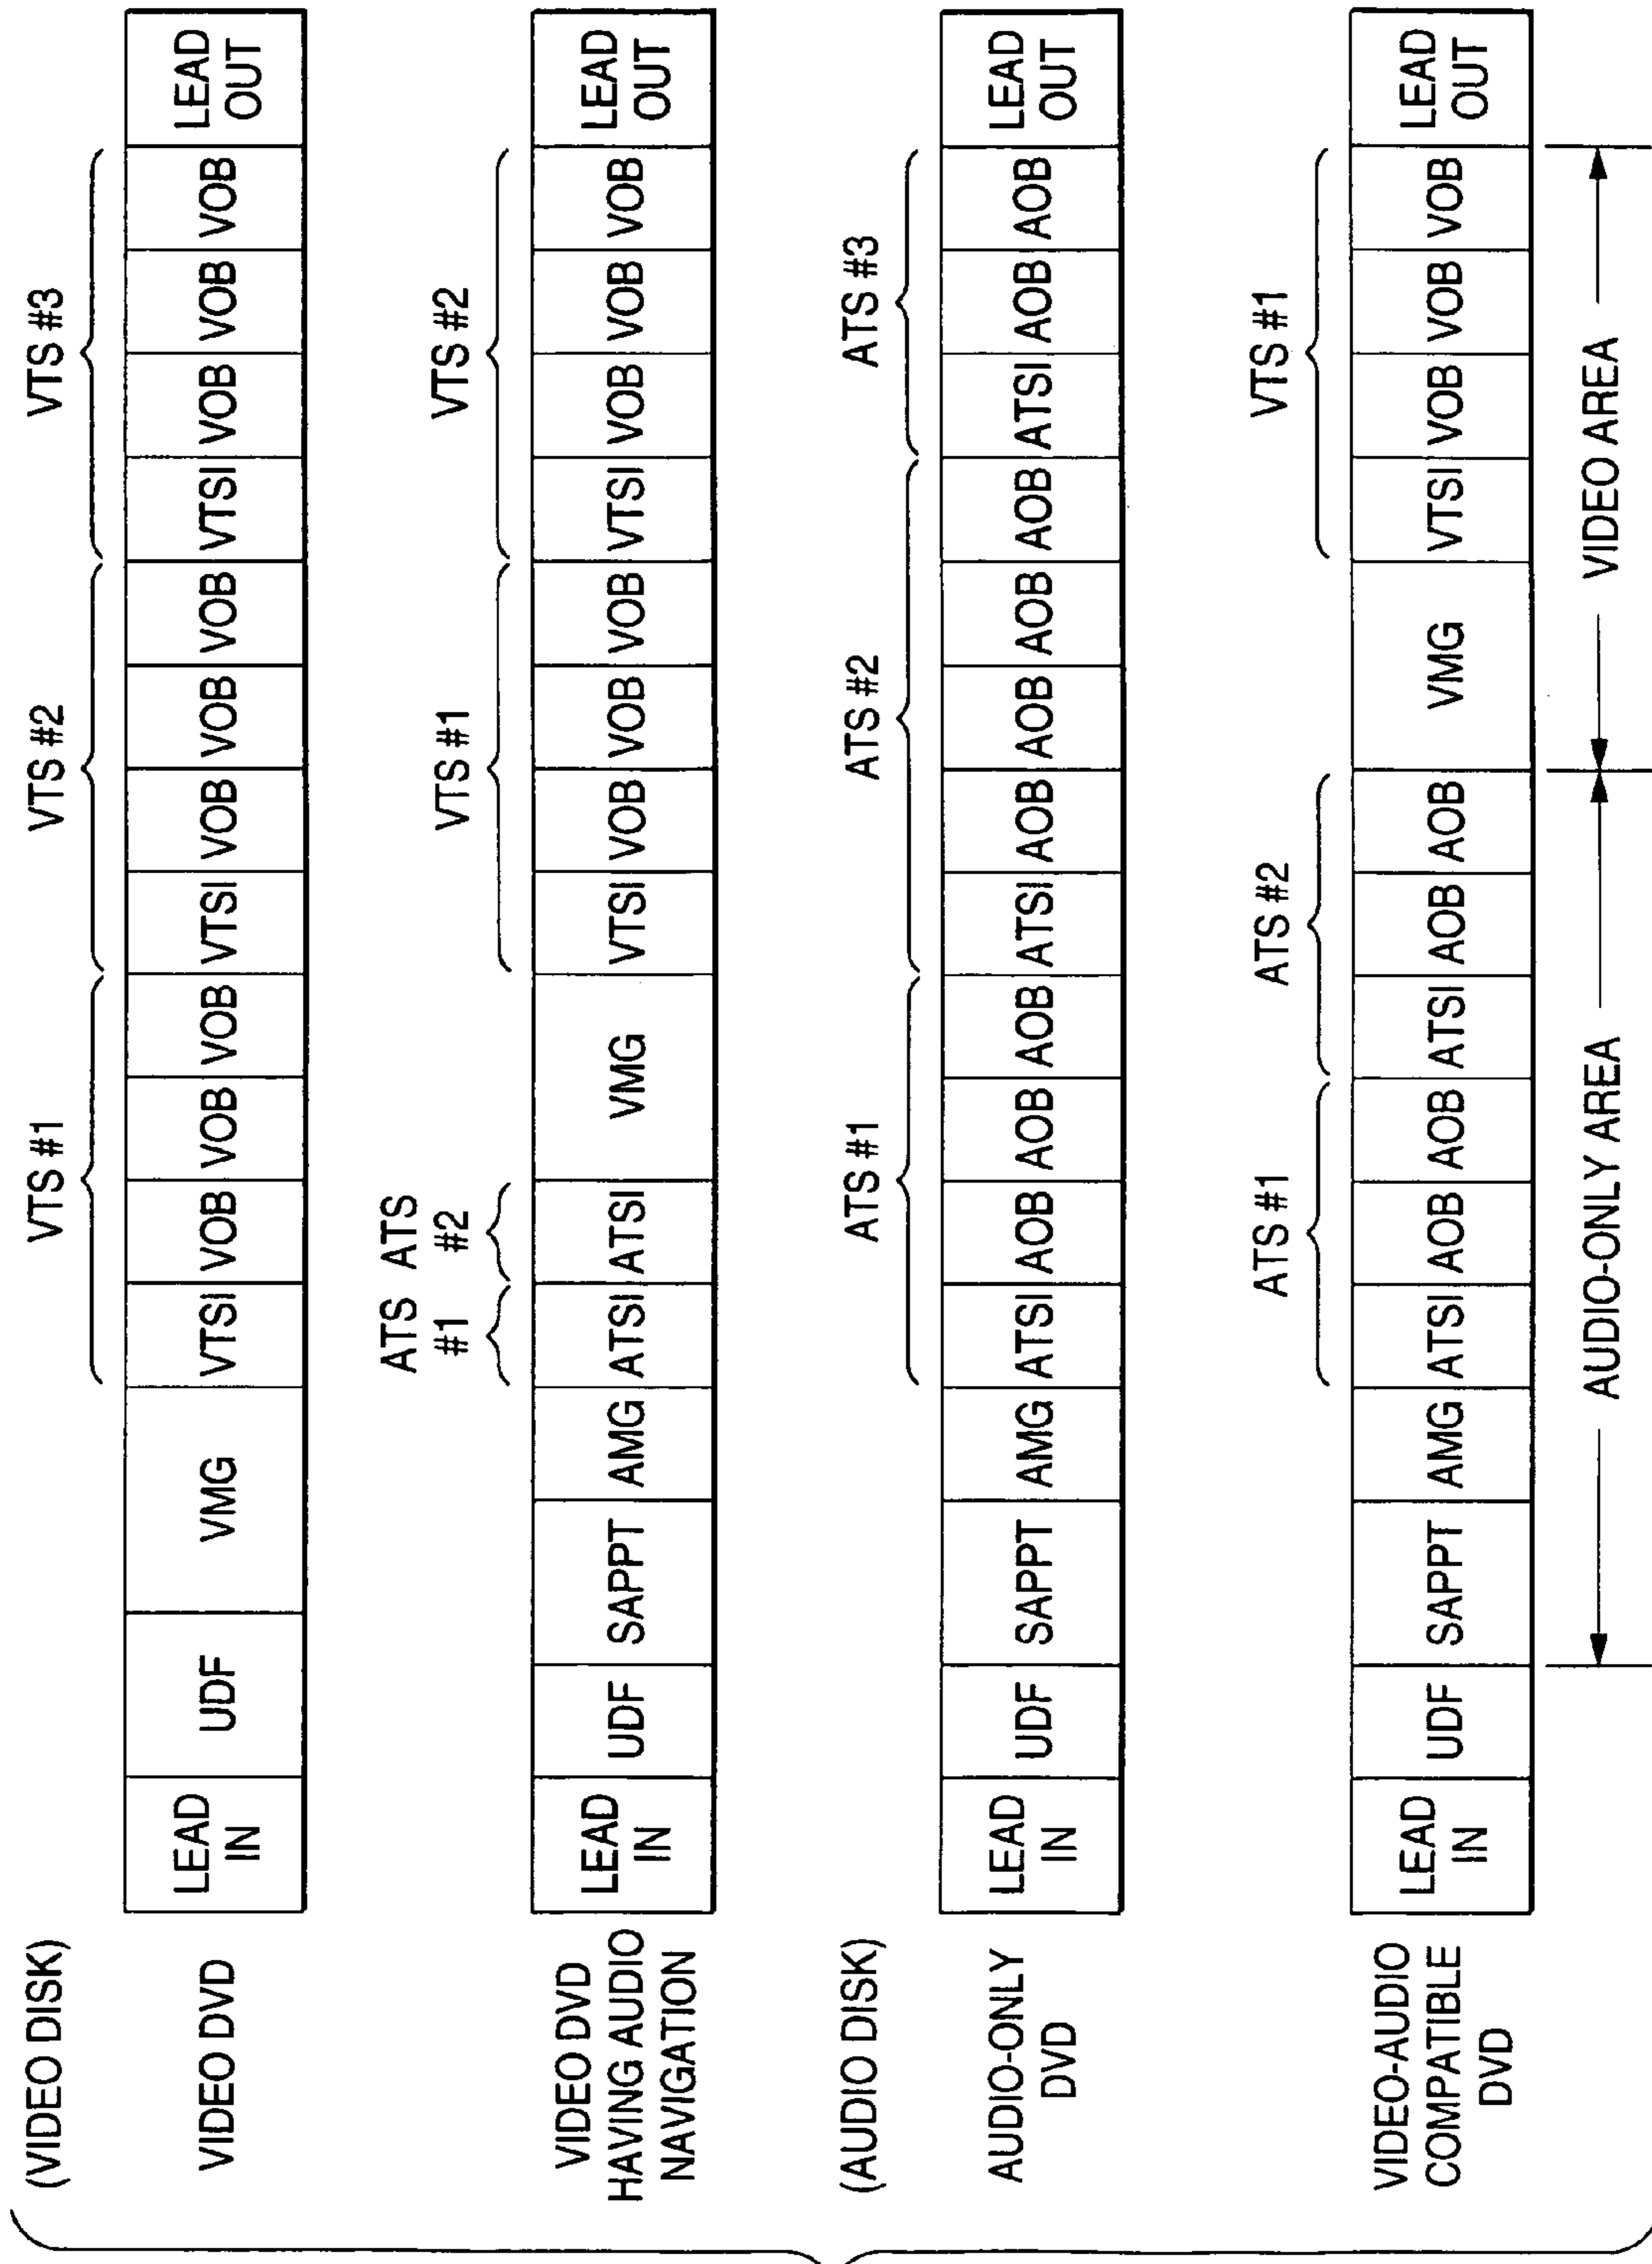 (VIDEO DISK)
VTS #1 VTS #2 VTS #3
VIDEO DVD
LEAD IN UDF VMG VTSI VOB VOB VOB VTSI VOB VOB VOB VTSI VOB VOB VOB LEAD OUT
ATS #1 ATS #2 VTS #1 VTS #2
VIDEO DVD
HAVING AUDIO
NAVIGATION
LEAD IN UDF SAPPT AMG ATSI ATSI VMG VTSI VOB VOB VOB VTSI VOB VOB VOB LEAD OUT
(AUDIO DISK)
ATS #1 ATS #2 ATS #3
AUDIO-ONLY
DVD
LEAD IN UDF SAPPT AMG ATSI AOB AOB AOB ATSI AOB AOB AOB AOB ATSI AOB AOB LEAD OUT
ATS #1 ATS #2 VTS #1
VIDEO-AUDIO
COMPATIBLE
DVD
LEAD IN UDF SAPPT AMG ATSI AOB AOB ATSI AOB AOB VMG VTSI VOB VOB VOB LEAD OUT
AUDIO-ONLY AREA VIDEO AREA